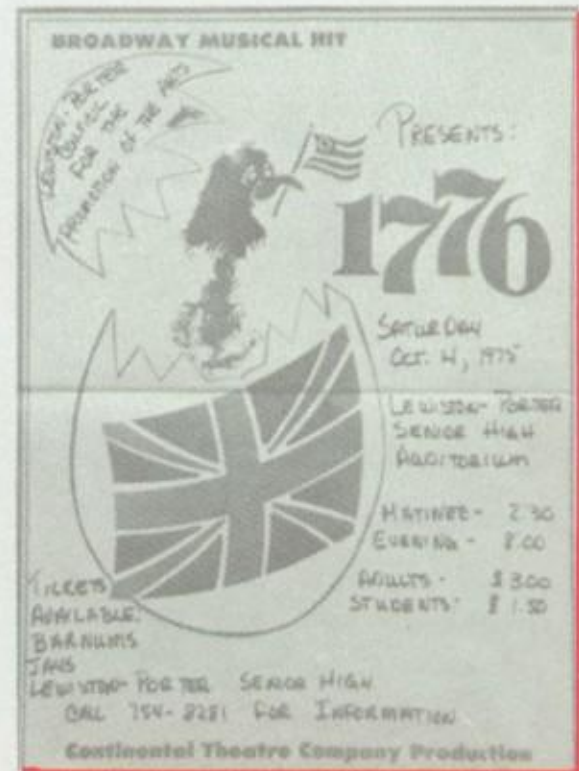 BROADWAY MUSICAL HIT
LEWISTON-PORTER
COUNCIL
FOR THE
PROMOTION OF THE ARTS
PRESENTS:
1776
SATURDAY
OCT. 4, 1975
LEWISTON-PORTER
SENIOR HIGH
AUDITORIUM
MATINEE - 2:30
EVENING - 8:00
ADULTS - $3.00
STUDENTS - $1.50
TICKETS
AVAILABLE:
BARNUMS
JANS
LEWISTON-PORTER SENIOR HIGH
CALL 754-8281 FOR INFORMATION
Continental Theatre Company Production